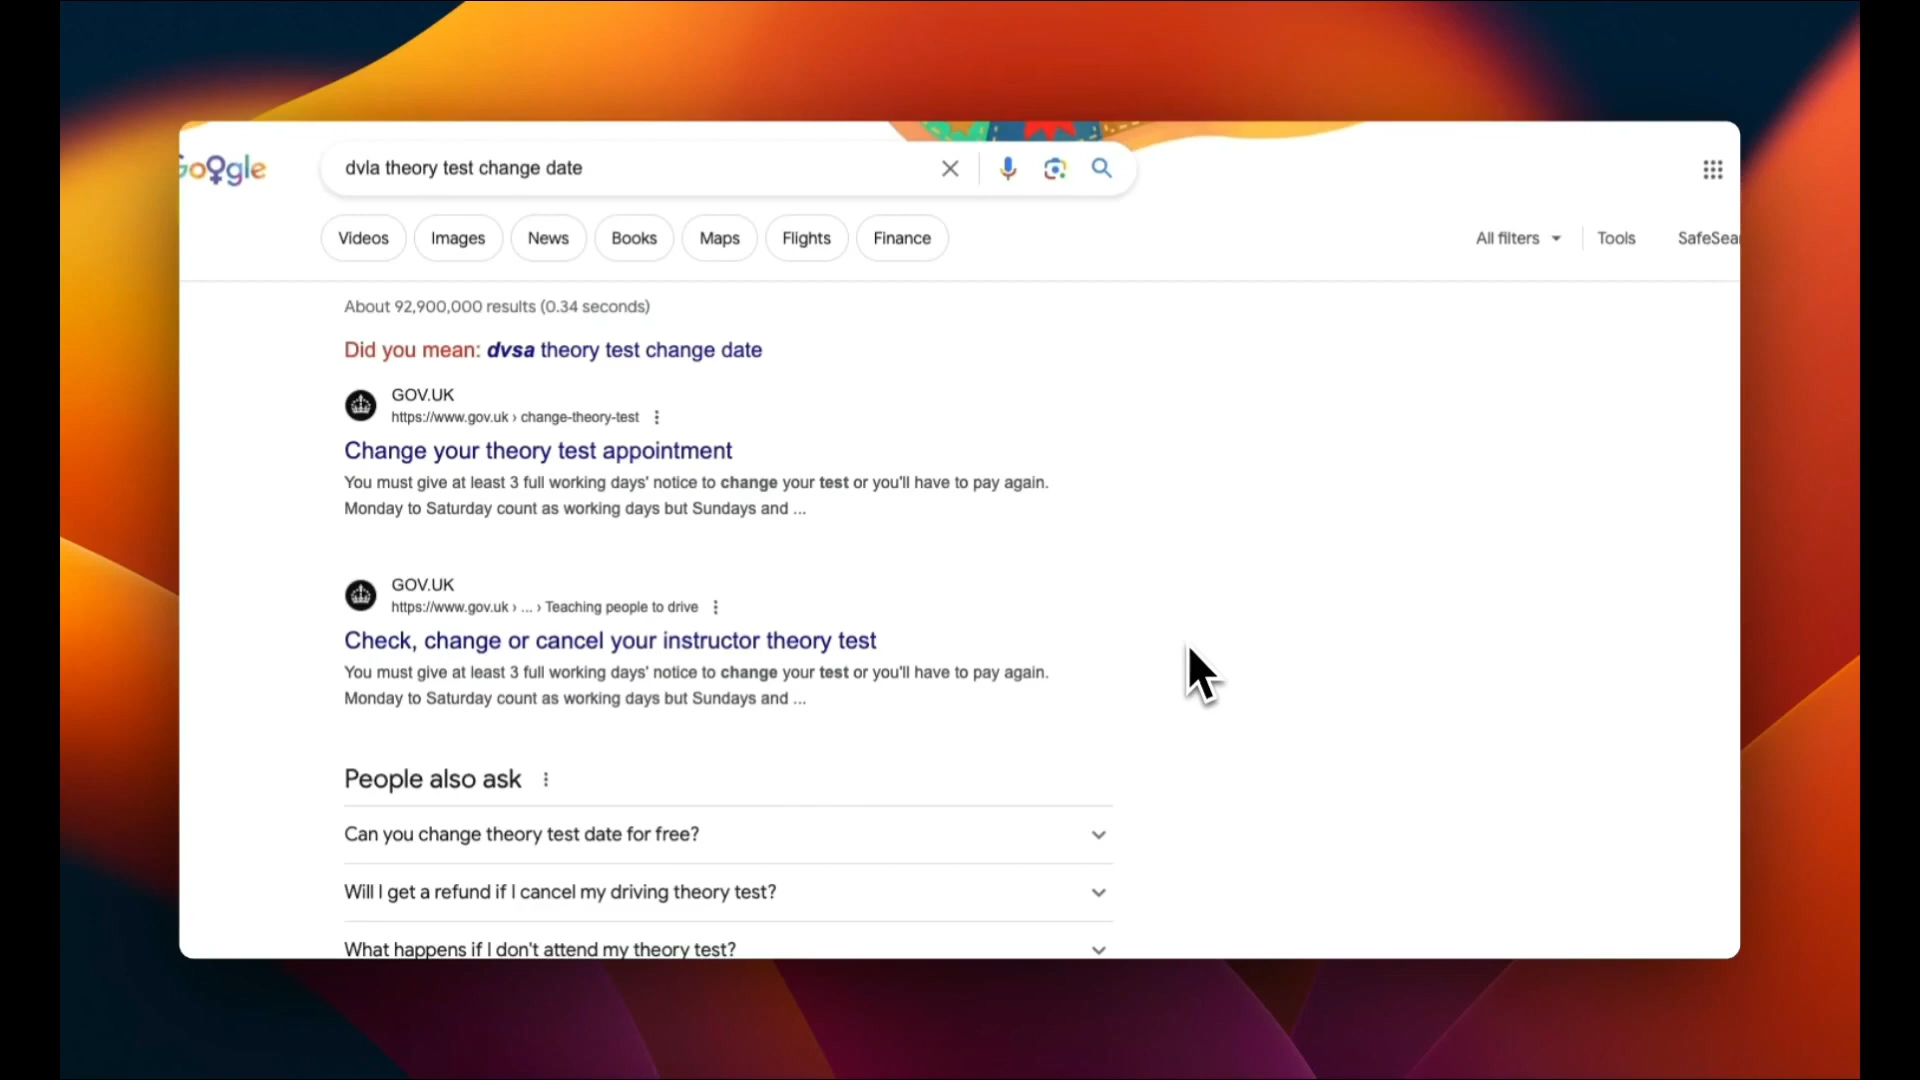 Google
dvla theory test change date
Videos
Images
News
Books
Maps
Flights
Finance
All filters
Tools
SafeSear
About 92,900,000 results (0.34 seconds)
Did you mean: dvsa theory test change date
GOV.UK
https://www.gov.uk › change-theory-test
Change your theory test appointment
You must give at least 3 full working days' notice to change your test or you'll have to pay again.
Monday to Saturday count as working days but Sundays and ...
GOV.UK
https://www.gov.uk › ... › Teaching people to drive
Check, change or cancel your instructor theory test
You must give at least 3 full working days' notice to change your test or you'll have to pay again.
Monday to Saturday count as working days but Sundays and ...
People also ask
Can you change theory test date for free?
Will I get a refund if I cancel my driving theory test?
What happens if I don't attend my theory test?